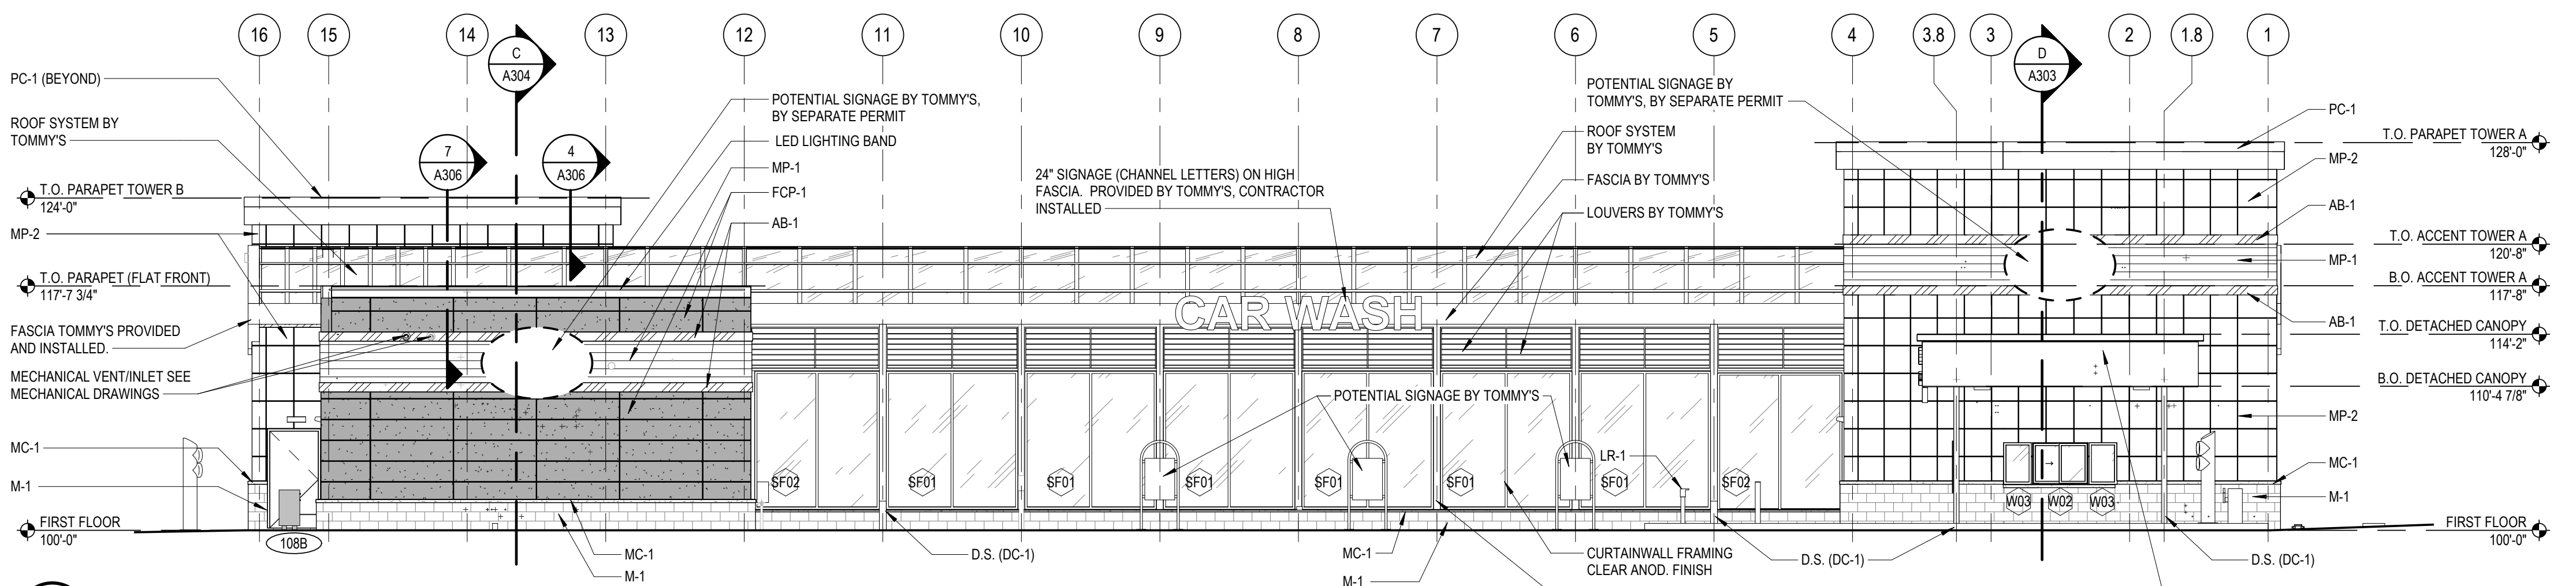 16
15
14
13
12
11
10
9
8
7
6
5
4
3.8
3
2
1.8
1
C
A304
D
A303
7
A306
4
A306
PC-1 (BEYOND)
ROOF SYSTEM BY
TOMMY'S
T.O. PARAPET TOWER B
124'-0"
MP-2
T.O. PARAPET (FLAT FRONT)
117'-7 3/4"
FASCIA TOMMY'S PROVIDED
AND INSTALLED.
MECHANICAL VENT/INLET SEE
MECHANICAL DRAWINGS
MC-1
M-1
FIRST FLOOR
100'-0"
108B
POTENTIAL SIGNAGE BY TOMMY'S,
BY SEPARATE PERMIT
LED LIGHTING BAND
MP-1
FCP-1
AB-1
24" SIGNAGE (CHANNEL LETTERS) ON HIGH
FASCIA. PROVIDED BY TOMMY'S, CONTRACTOR
INSTALLED
CAR WASH
POTENTIAL SIGNAGE BY
TOMMY'S, BY SEPARATE PERMIT
ROOF SYSTEM
BY TOMMY'S
FASCIA BY TOMMY'S
LOUVERS BY TOMMY'S
POTENTIAL SIGNAGE BY TOMMY'S
LR-1
SF02
SF01
SF01
SF01
SF01
SF01
SF01
SF02
W03
W02
W03
MC-1
M-1
D.S. (DC-1)
MC-1
M-1
CURTAINWALL FRAMING
CLEAR ANOD. FINISH
D.S. (DC-1)
D.S. (DC-1)
PC-1
T.O. PARAPET TOWER A
128'-0"
MP-2
AB-1
T.O. ACCENT TOWER A
120'-8"
MP-1
B.O. ACCENT TOWER A
117'-8"
AB-1
T.O. DETACHED CANOPY
114'-2"
B.O. DETACHED CANOPY
110'-4 7/8"
MP-2
MC-1
M-1
FIRST FLOOR
100'-0"